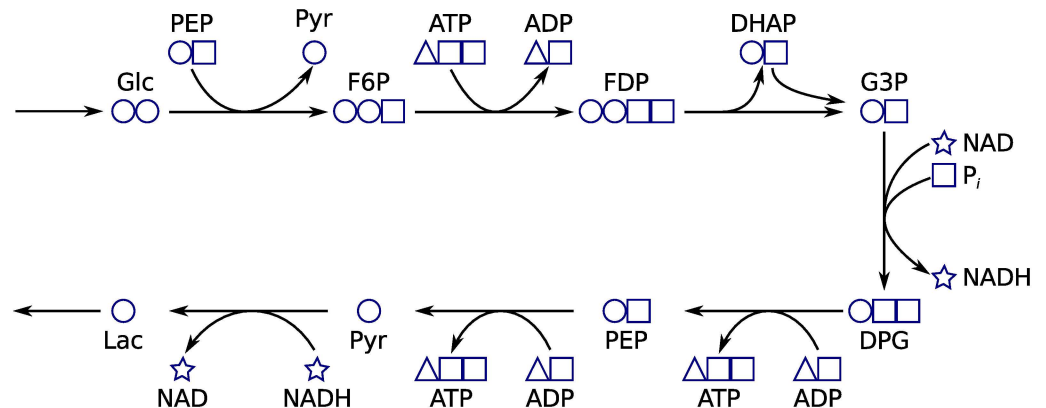 PEP
Pyr
ATP
ADP
DHAP
Glc
F6P
FDP
G3P
NAD
Pi
NADH
Lac
Pyr
PEP
DPG
NAD
NADH
ATP
ADP
ATP
ADP